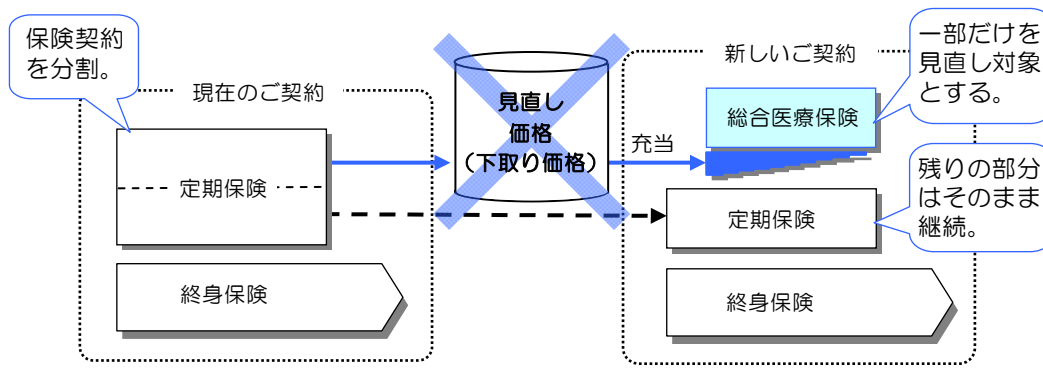 保険契約
を分割。
現在のご契約
定期保険
終身保険
見直し
価格
（下取り価格）
充当
新しいご契約
一部だけを
見直し対象
とする。
総合医療保険
残りの部分
はそのまま
継続。
定期保険
終身保険